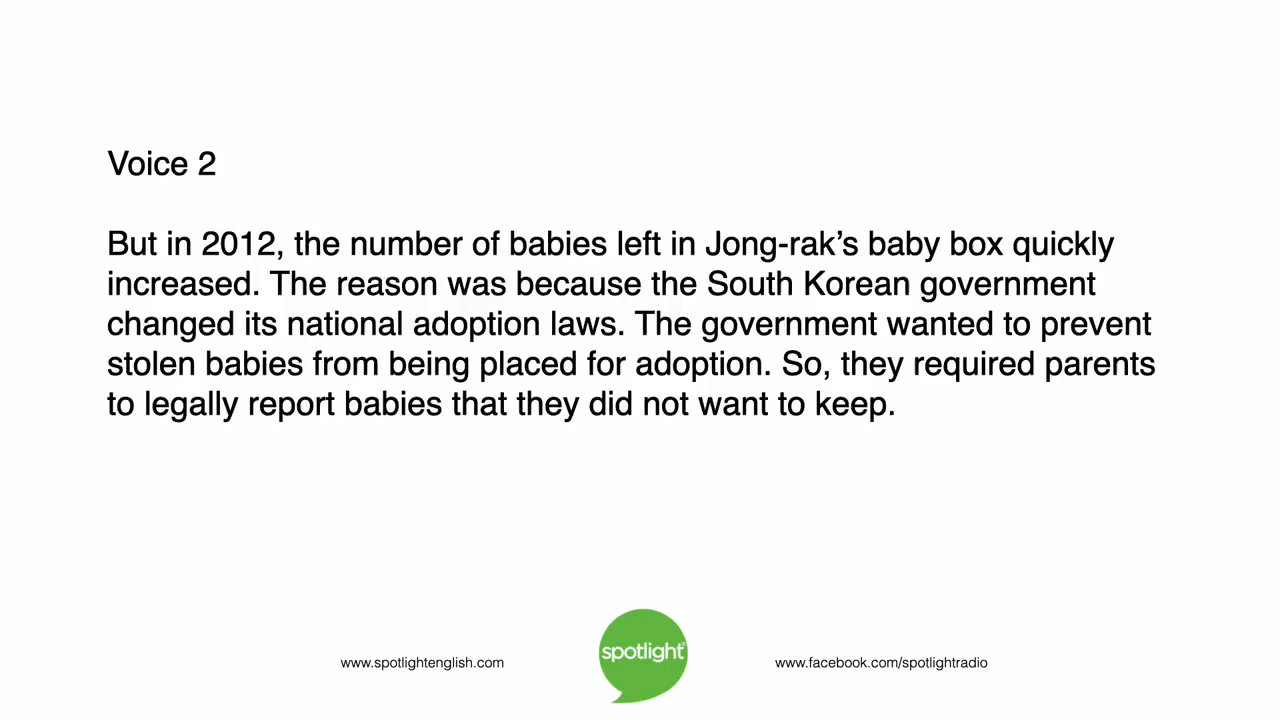 Voice 2
But in 2012, the number of babies left in Jong-rak’s baby box quickly
increased. The reason was because the South Korean government
changed its national adoption laws. The government wanted to prevent
stolen babies from being placed for adoption. So, they required parents
to legally report babies that they did not want to keep.
www.spotlightenglish.com
spotlight
www.facebook.com/spotlightradio